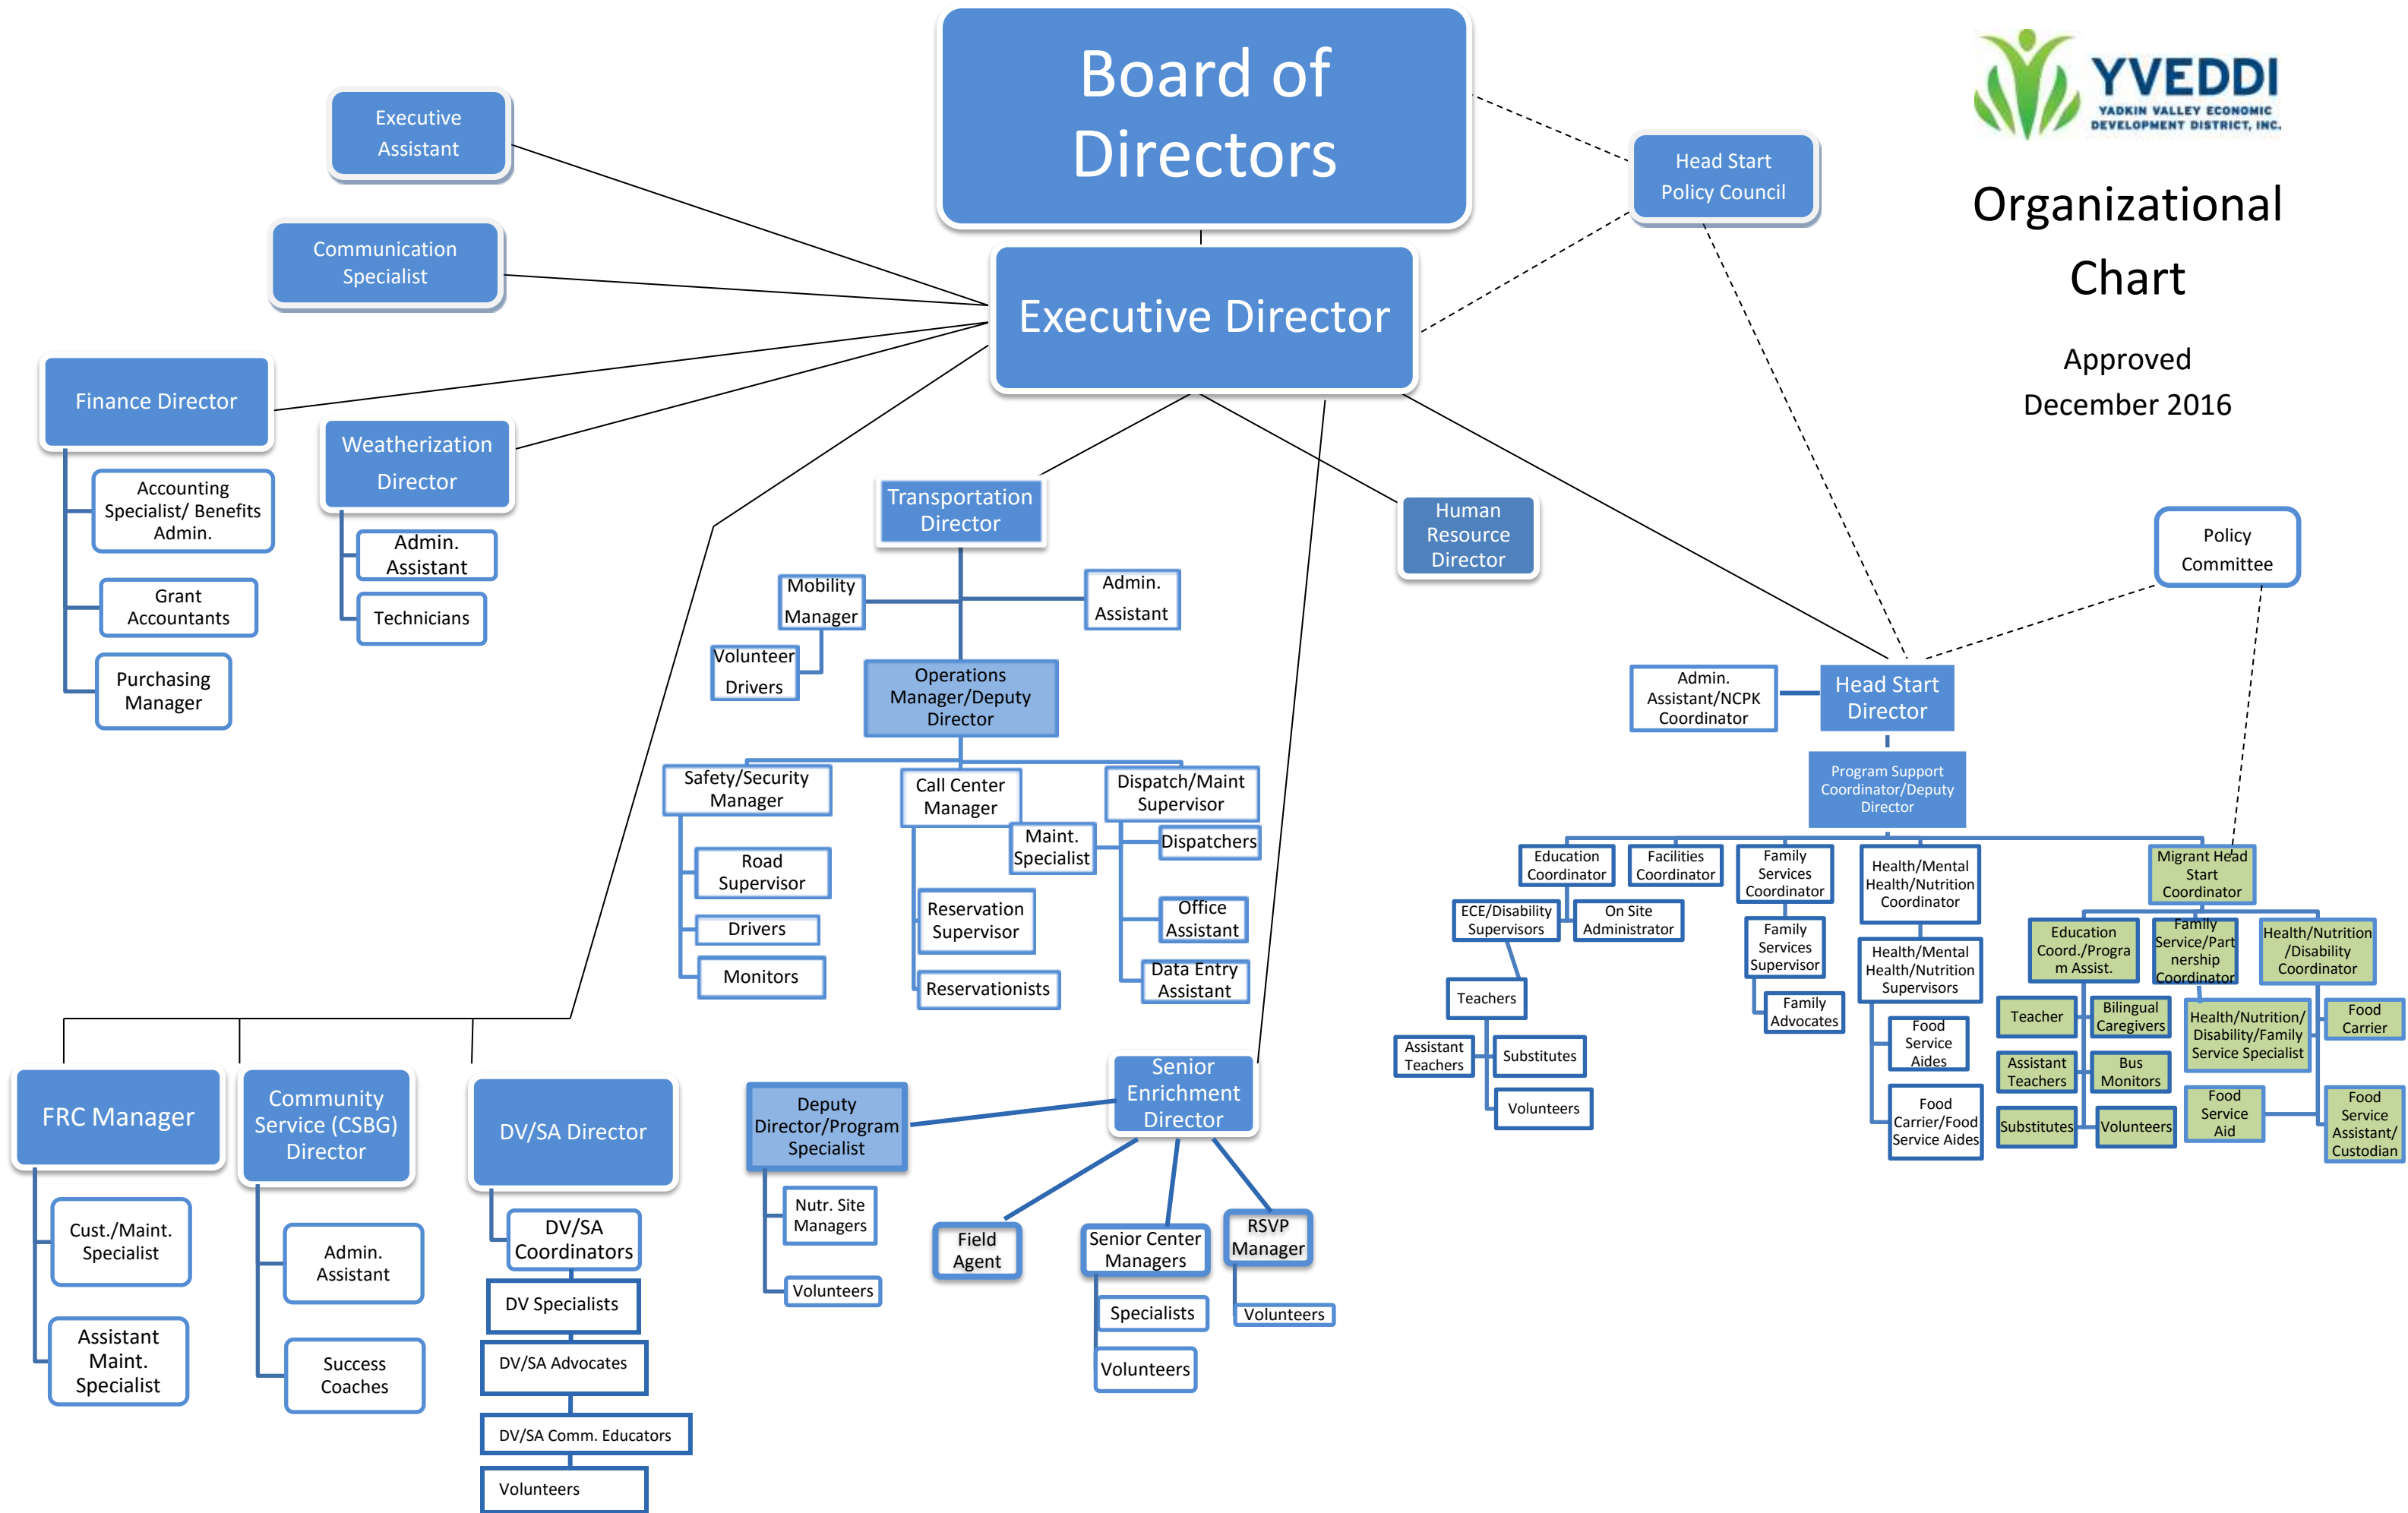 Board of
Directors
YVEDDI
YADKIN VALLEY ECONOMIC
DEVELOPMENT DISTRICT, INC.
Organizational
Chart
Approved
December 2016
Executive
Assistant
Head Start
Policy Council
Communication
Specialist
Executive Director
Finance Director
Accounting
Specialist/ Benefits
Admin.
Grant
Accountants
Purchasing
Manager
Weatherization
Director
Admin.
Assistant
Technicians
Transportation
Director
Mobility
Manager
Admin.
Assistant
Volunteer
Drivers
Operations
Manager/Deputy
Director
Safety/Security
Manager
Road
Supervisor
Drivers
Monitors
Call Center
Manager
Reservation
Supervisor
Reservationists
Dispatch/Maint
Supervisor
Maint.
Specialist
Dispatchers
Office
Assistant
Data Entry
Assistant
Human
Resource
Director
Policy
Committee
Admin.
Assistant/NCPK
Coordinator
Head Start
Director
Program Support
Coordinator/Deputy
Director
Education
Coordinator
ECE/Disability
Supervisors
On Site
Administrator
Teachers
Assistant
Teachers
Substitutes
Volunteers
Facilities
Coordinator
Family
Services
Coordinator
Family
Services
Supervisor
Family
Advocates
Health/Mental
Health/Nutrition
Coordinator
Health/Mental
Health/Nutrition
Supervisors
Food
Service
Aides
Food
Carrier/Food
Service Aides
Migrant Head
Start
Coordinator
Education
Coord./Progra
m Assist.
Family
Service/Part
nership
Coordinator
Health/Nutrition
/Disability
Coordinator
Teacher
Bilingual
Caregivers
Assistant
Teachers
Bus
Monitors
Substitutes
Volunteers
Health/Nutrition/
Disability/Family
Service Specialist
Food
Carrier
Food
Service
Aid
Food
Service
Assistant/
Custodian
FRC Manager
Cust./Maint.
Specialist
Assistant
Maint.
Specialist
Community
Service (CSBG)
Director
Admin.
Assistant
Success
Coaches
DV/SA Director
DV/SA
Coordinators
DV Specialists
DV/SA Advocates
DV/SA Comm. Educators
Volunteers
Senior
Enrichment
Director
Deputy
Director/Program
Specialist
Nutr. Site
Managers
Volunteers
Field
Agent
Senior Center
Managers
Specialists
Volunteers
RSVP
Manager
Volunteers